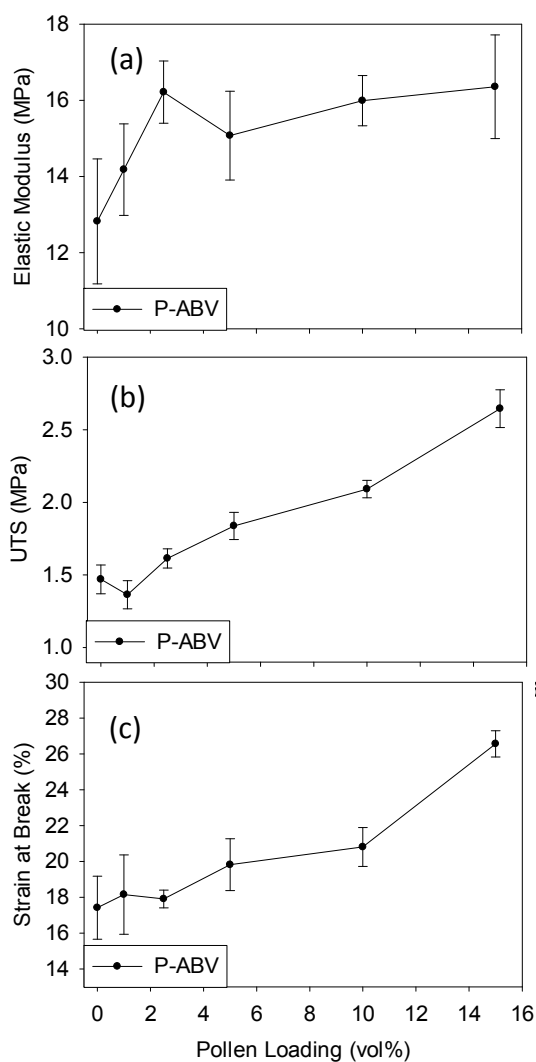 18
(a)
16
14
12
10
Elastic Modulus (MPa)
P-ABV
3.0
(b)
2.5
2.0
1.5
1.0
UTS (MPa)
P-ABV
30
(c)
28
26
24
22
20
18
16
14
Strain at Break (%)
P-ABV
0 2 4 6 8 10 12 14 16
Pollen Loading (vol%)